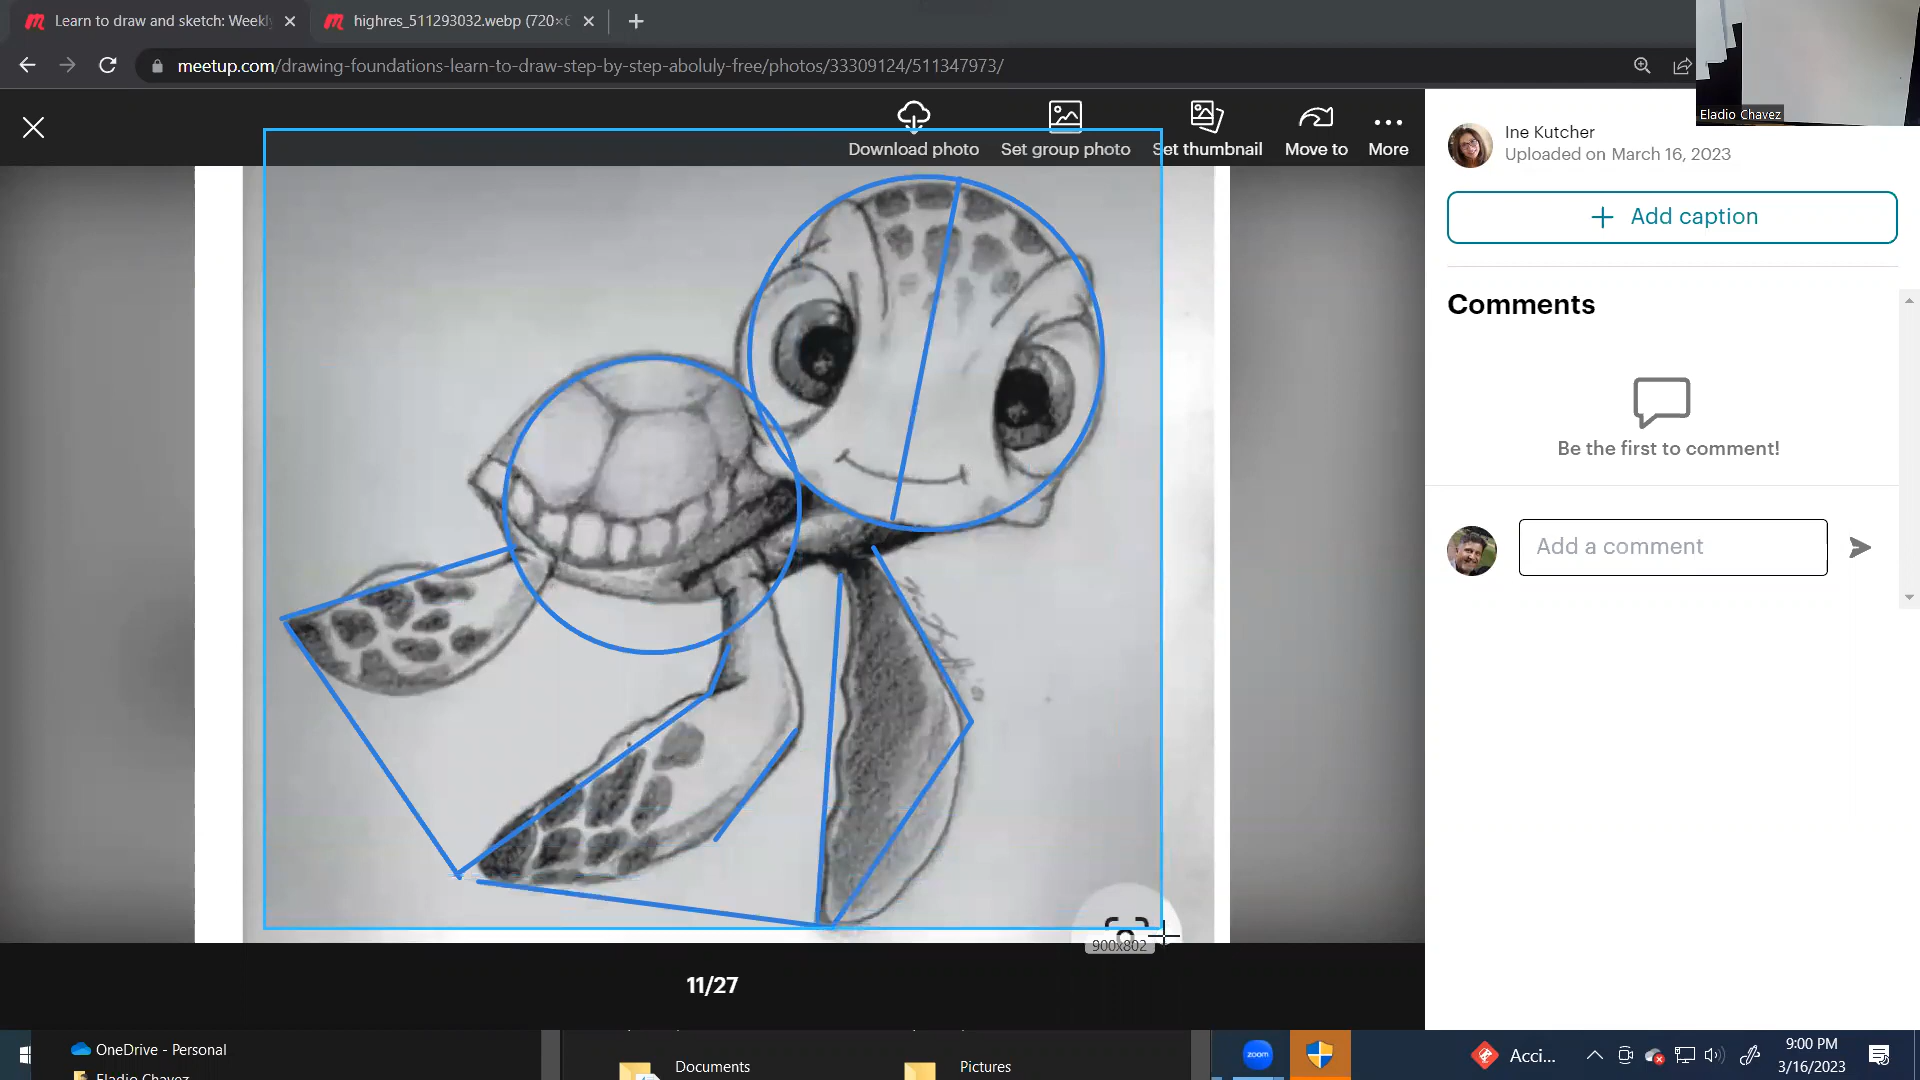 Learn to draw and sketch: Weekly
highres_511293032.webp (720×6
meetup.com/drawing-foundations-learn-to-draw-step-by-step-aboluly-free/photos/33309124/511347973/
Eladio Chavez
Download photo
Set group photo
Set thumbnail
Move to
More
Ine Kutcher
Uploaded on March 16, 2023
Add caption
Comments
Be the first to comment!
Add a comment
900x802
11/27
OneDrive - Personal
Eladio Chavez
Documents
Pictures
zoom
Acci...
9:00 PM
3/16/2023